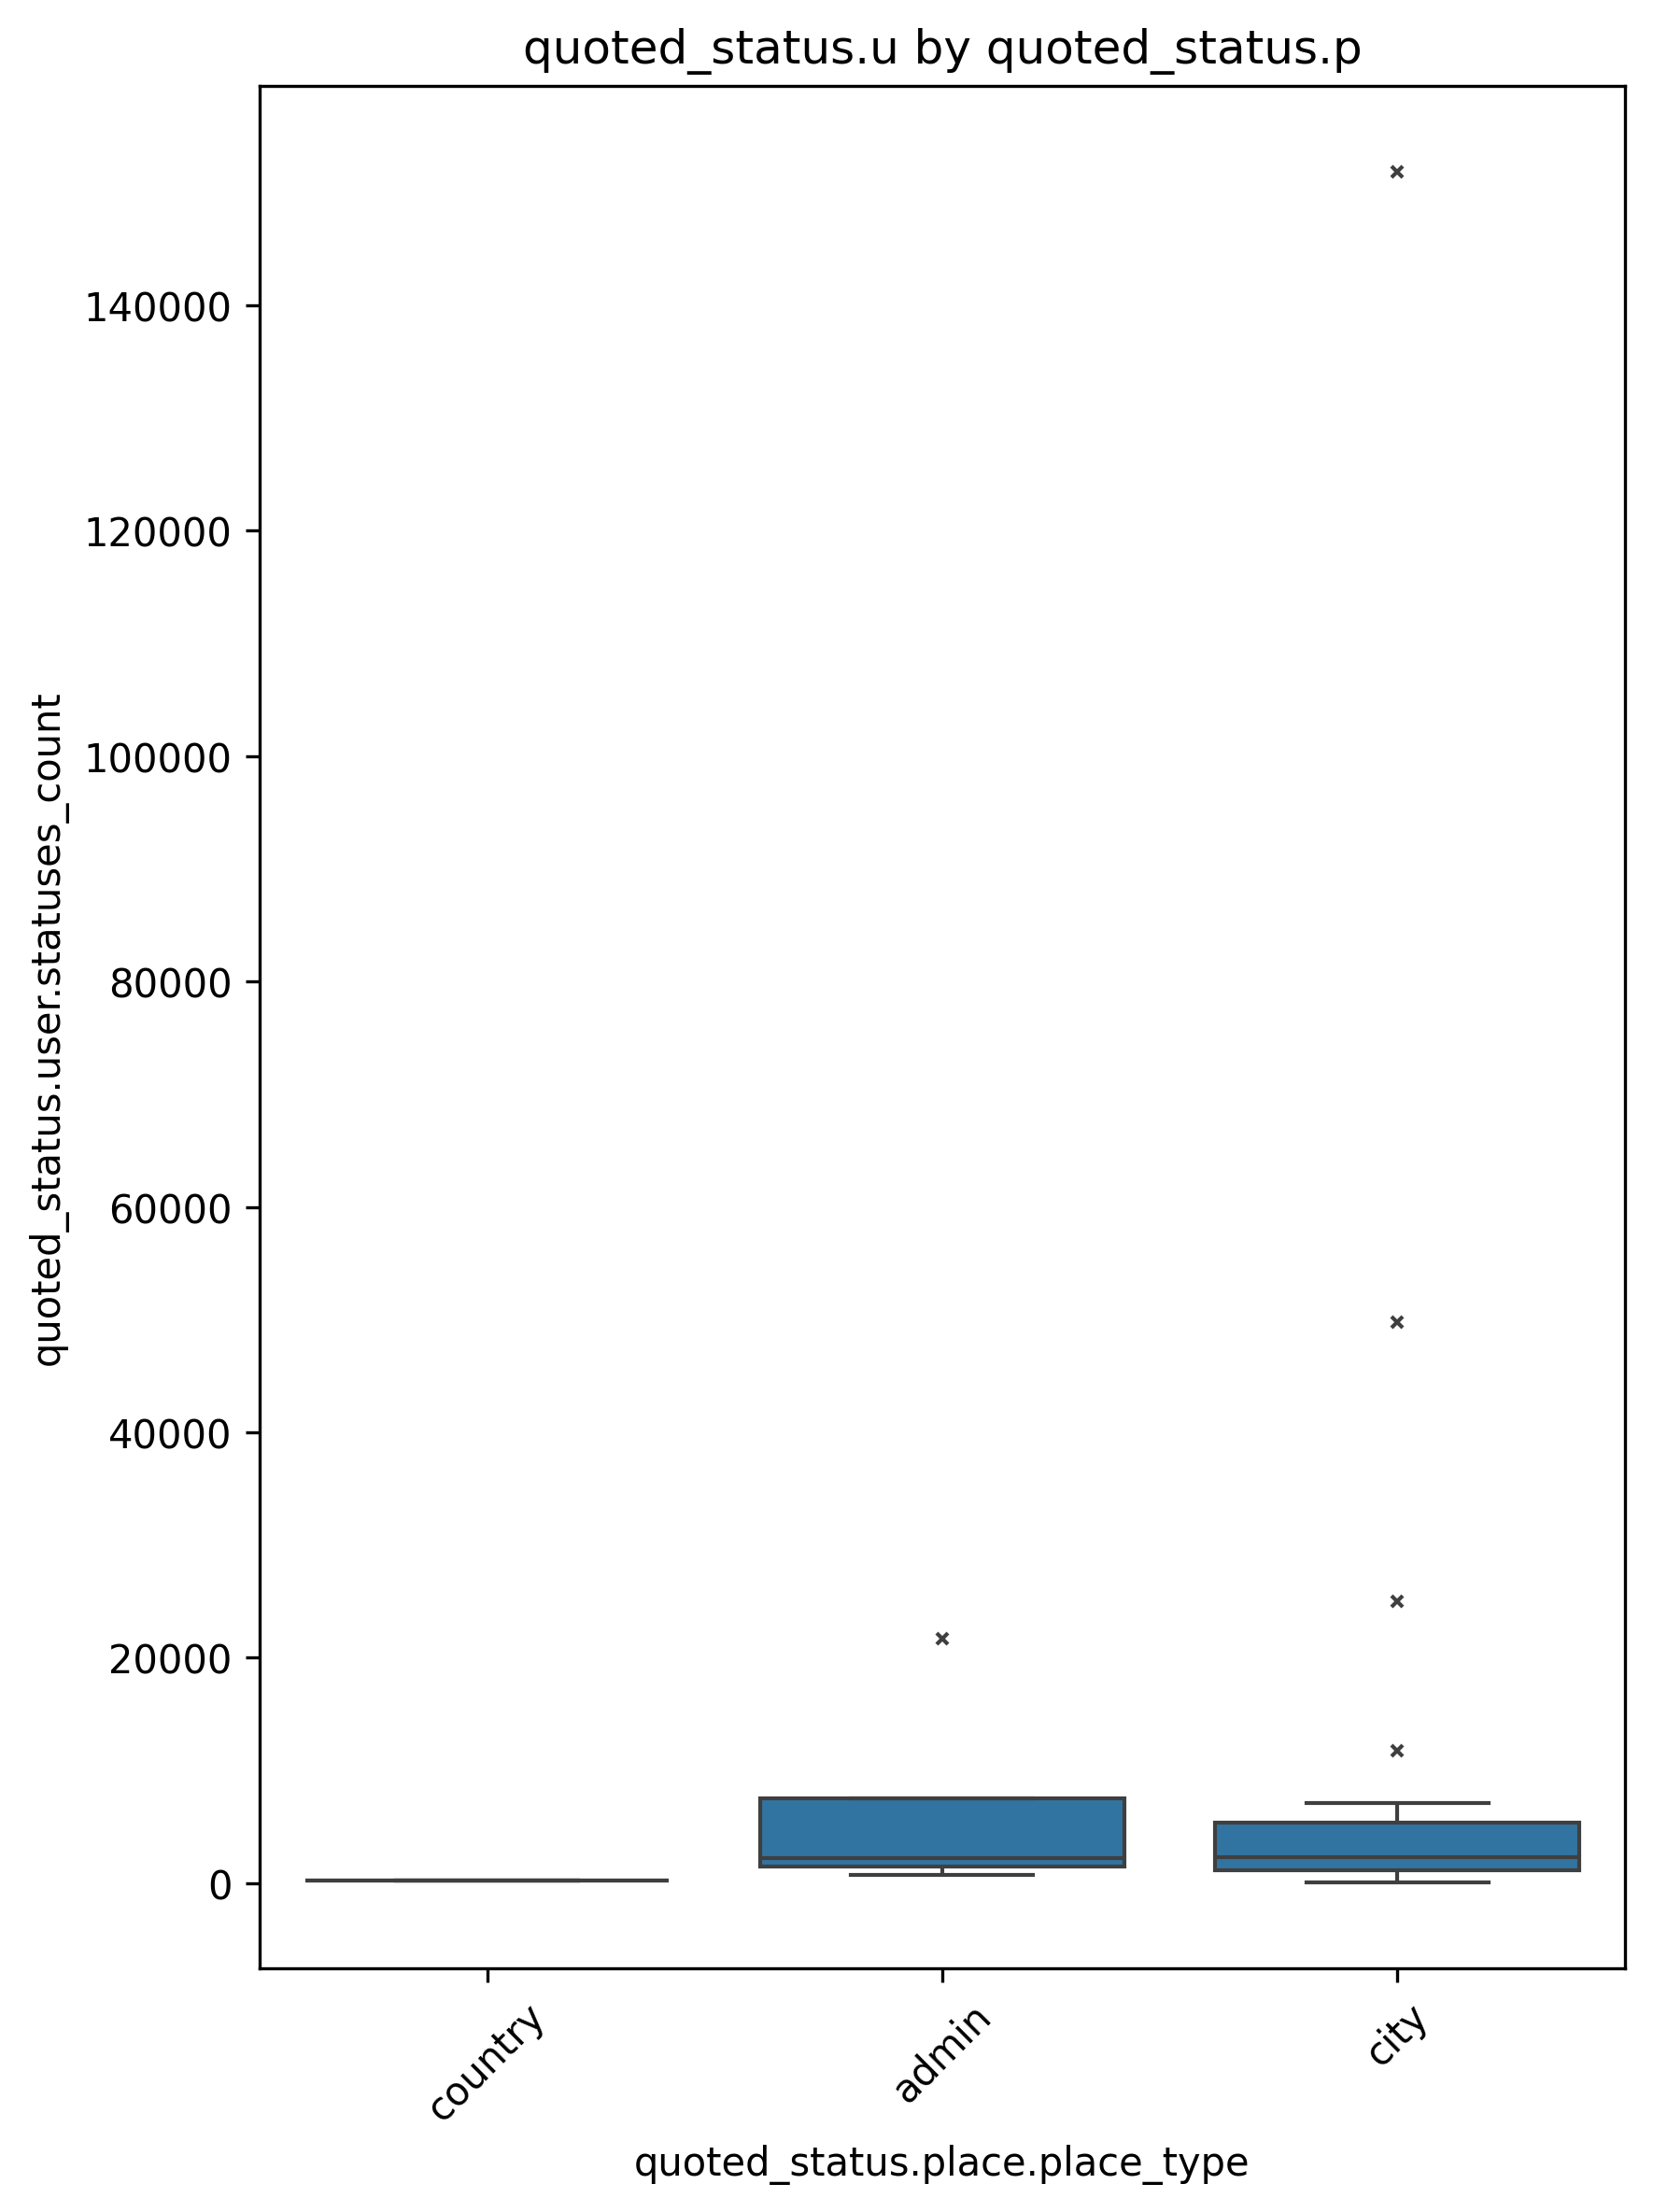 quoted_status.u by quoted_status.p
quoted_status.user.statuses_count
140000
120000
100000
80000
60000
40000
20000
0
country
admin
city
quoted_status.place.place_type